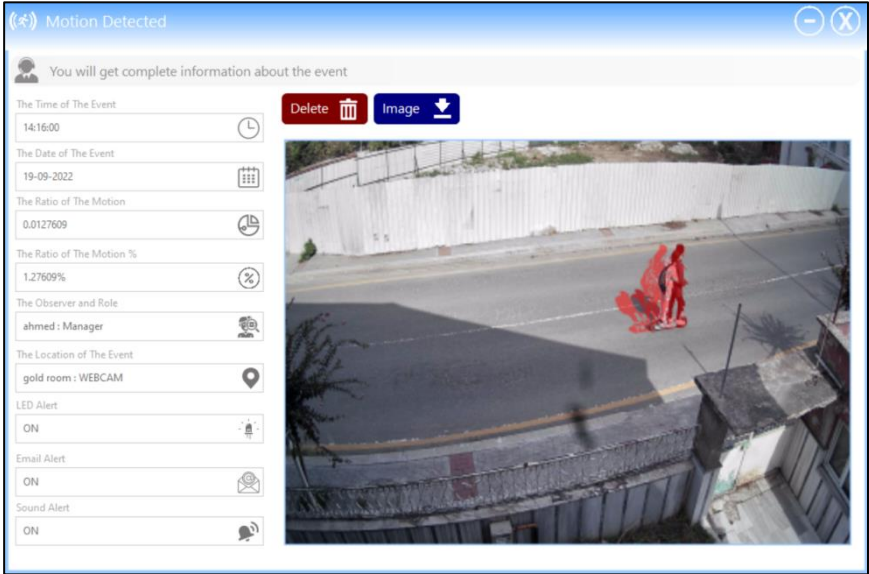 Motion Detected
You will get complete information about the event
The Time of The Event
14:16:00
The Date of The Event
19-09-2022
The Ratio of The Motion
0.0127609
The Ratio of The Motion %
1.27609%
The Observer and Role
ahmed : Manager
The Location of The Event
gold room : WEBCAM
LED Alert
ON
Email Alert
ON
Sound Alert
ON
Delete
Image